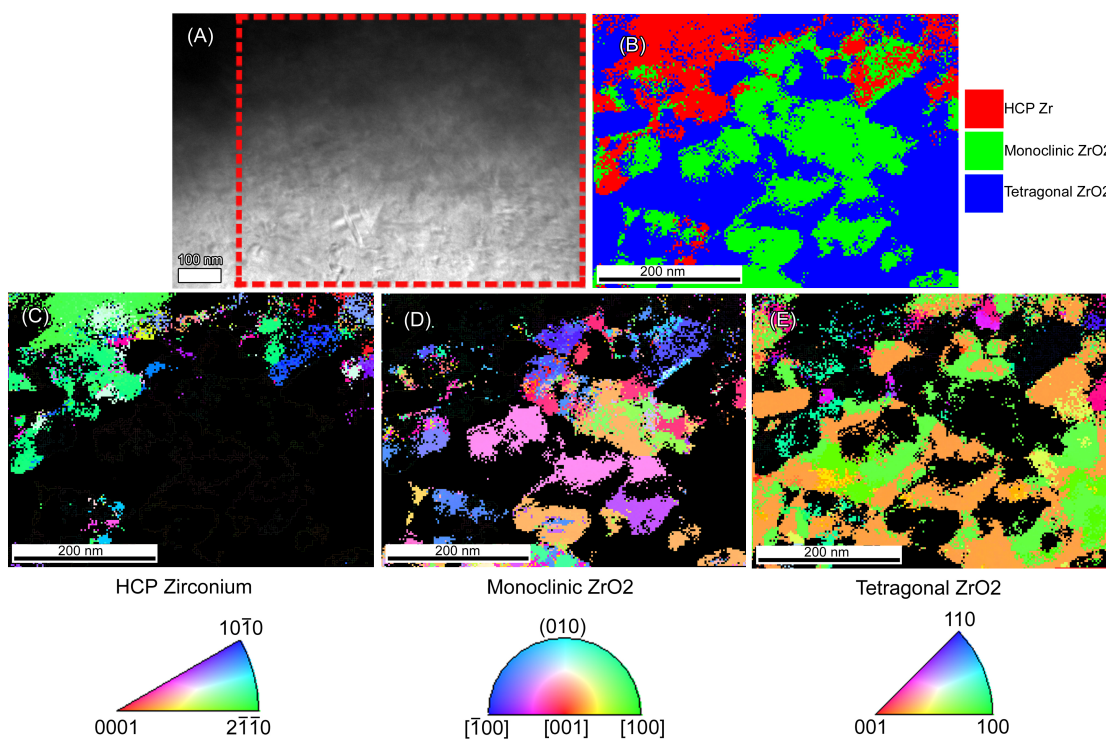 (A)
100 nm
(B)
200 nm
HCP Zr
Monoclinic ZrO2
Tetragonal ZrO2
(C)
200 nm
(D)
200 nm
(E)
200 nm
HCP Zirconium
Monoclinic ZrO2
Tetragonal ZrO2
101̅0
0001
21̅1̅0
(010)
[1̅00]
[001]
[100]
110
001
100